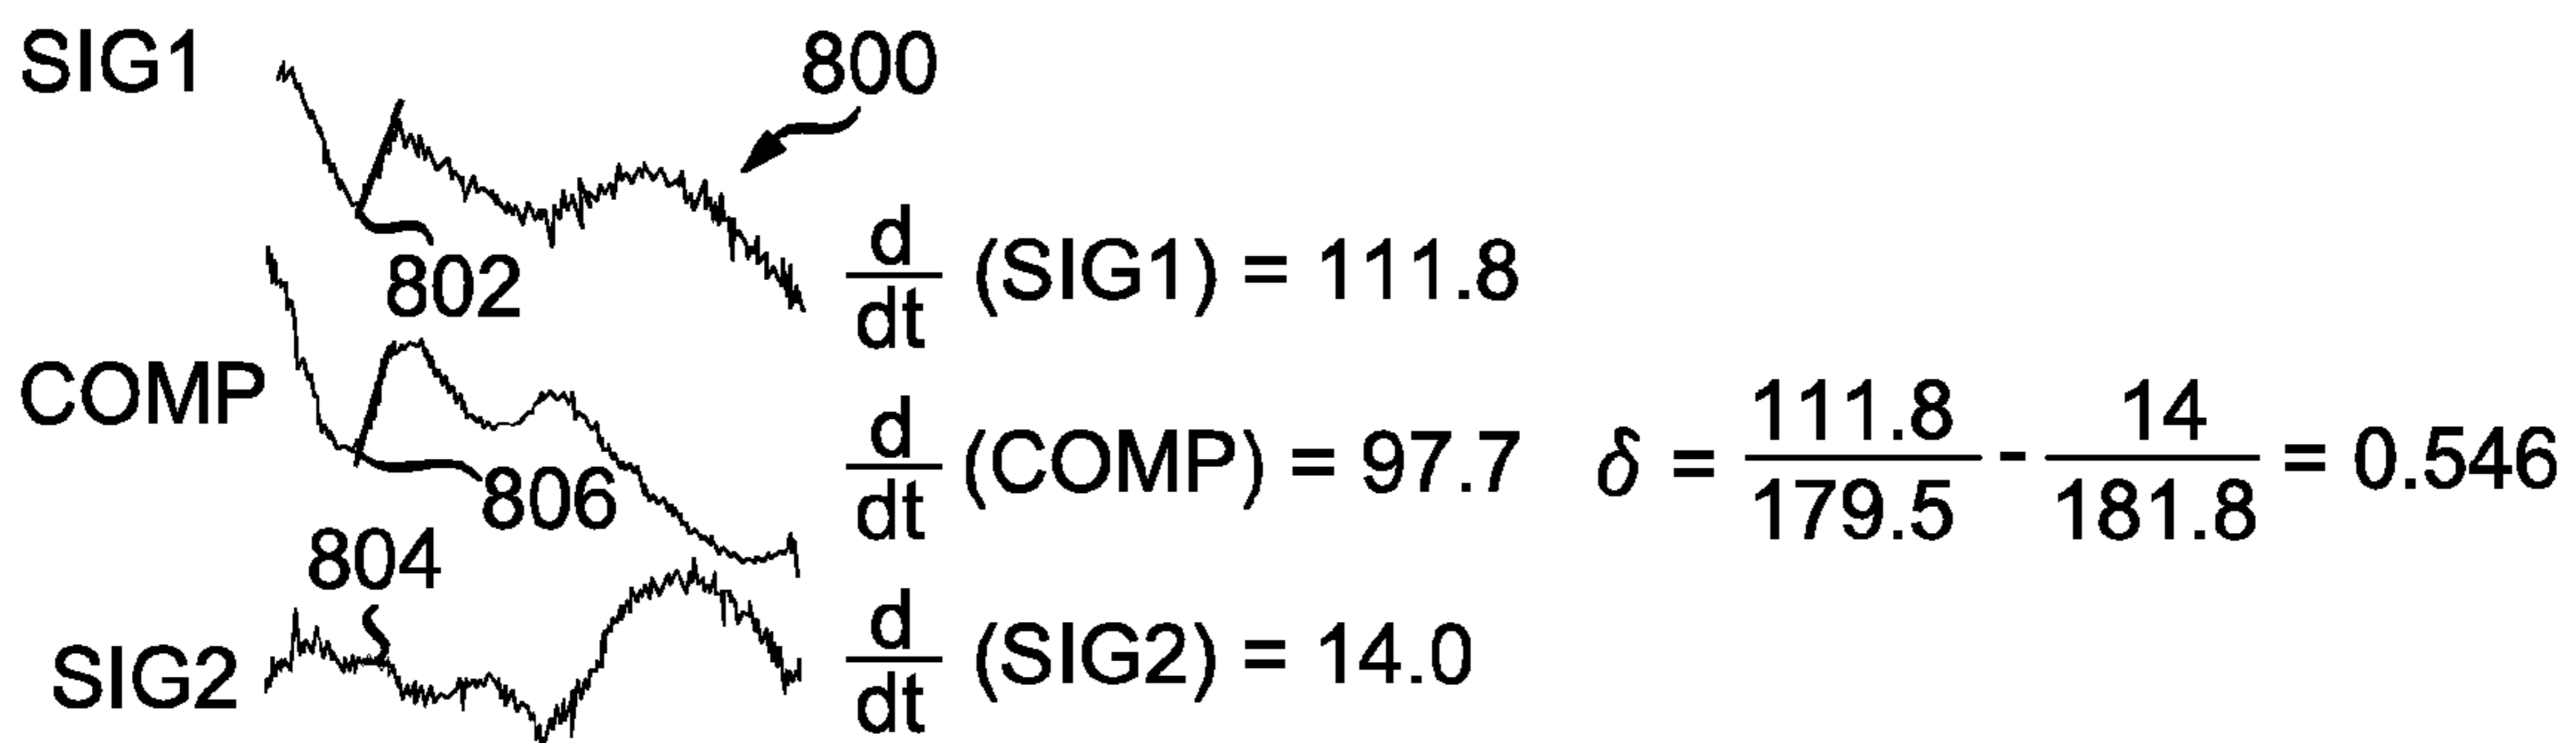 SIG1
800
802
d/dt (SIG1) = 111.8
COMP
806
d/dt (COMP) = 97.7
δ = 111.8/179.5 - 14/181.8 = 0.546
804
SIG2
d/dt (SIG2) = 14.0